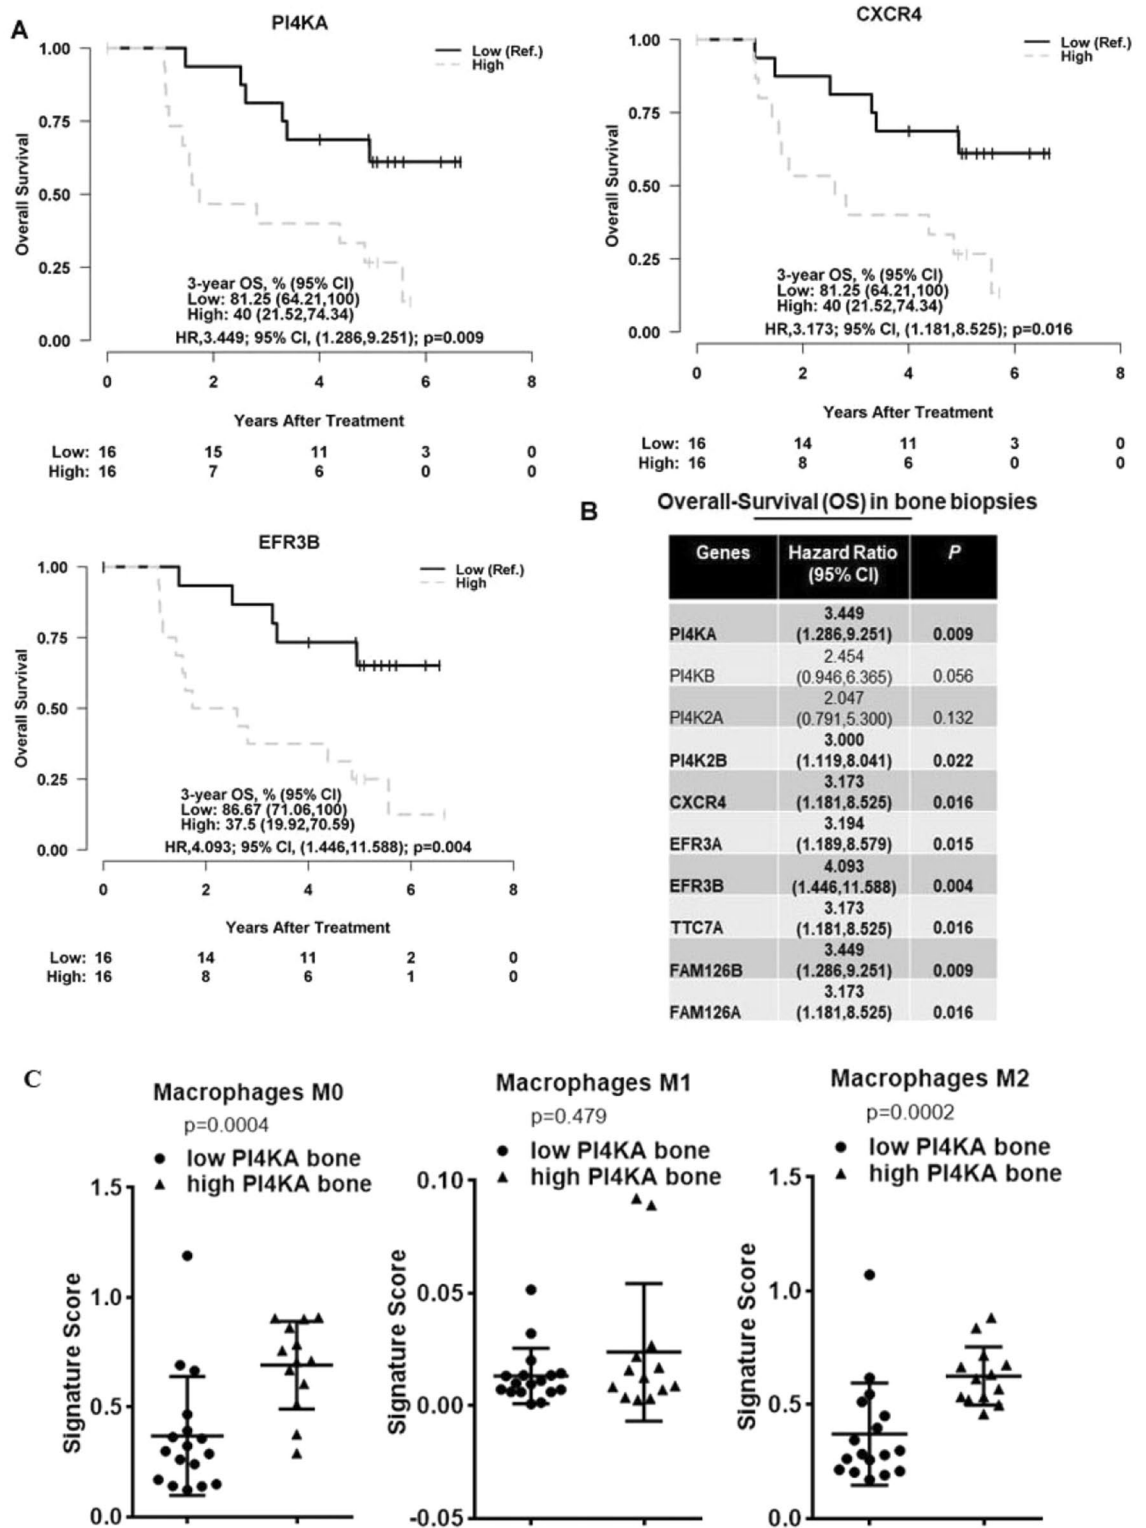 A
PI4KA
1.00
0.75
0.50
0.25
0.00
Overall Survival
Low (Ref.)
High
3-year OS, % (95% CI)
Low: 81.25 (64.21,100)
High: 40 (21.52,74.34)
HR,3.449; 95% CI, (1.286,9.251); p=0.009
0 2 4 6 8
Years After Treatment
Low: 16 15 11 3 0
High: 16 7 6 0 0
CXCR4
1.00
0.75
0.50
0.25
0.00
Overall Survival
Low (Ref.)
High
3-year OS, % (95% CI)
Low: 81.25 (64.21,100)
High: 40 (21.52,74.34)
HR,3.173; 95% CI, (1.181,8.525); p=0.016
0 2 4 6 8
Years After Treatment
Low: 16 14 11 3 0
High: 16 8 6 0 0
EFR3B
1.00
0.75
0.50
0.25
0.00
Overall Survival
Low (Ref.)
High
3-year OS, % (95% CI)
Low: 86.67 (71.06,100)
High: 37.5 (19.92,70.59)
HR,4.093; 95% CI, (1.446,11.588); p=0.004
0 2 4 6 8
Years After Treatment
Low: 16 14 11 2 0
High: 16 8 6 1 0
B
Overall-Survival (OS) in bone biopsies
Genes Hazard Ratio P
(95% CI)
3.449
PI4KA (1.286,9.251) 0.009
2.454
PI4KB (0.946,6.365) 0.056
2.047
PI4K2A (0.791,5.300) 0.132
3.000
PI4K2B (1.119,8.041) 0.022
3.173
CXCR4 (1.181,8.525) 0.016
3.194
EFR3A (1.189,8.579) 0.015
4.093
EFR3B (1.446,11.588) 0.004
3.173
TTC7A (1.181,8.525) 0.016
3.449
FAM126B (1.286,9.251) 0.009
3.173
FAM126A (1.181,8.525) 0.016
C
Macrophages M0
p=0.0004
low PI4KA bone
high PI4KA bone
1.5
1.0
0.5
0.0
Signature Score
Macrophages M1
p=0.479
low PI4KA bone
high PI4KA bone
0.10
0.05
0.00
-0.05
Signature Score
Macrophages M2
p=0.0002
low PI4KA bone
high PI4KA bone
1.5
1.0
0.5
0.0
Signature Score